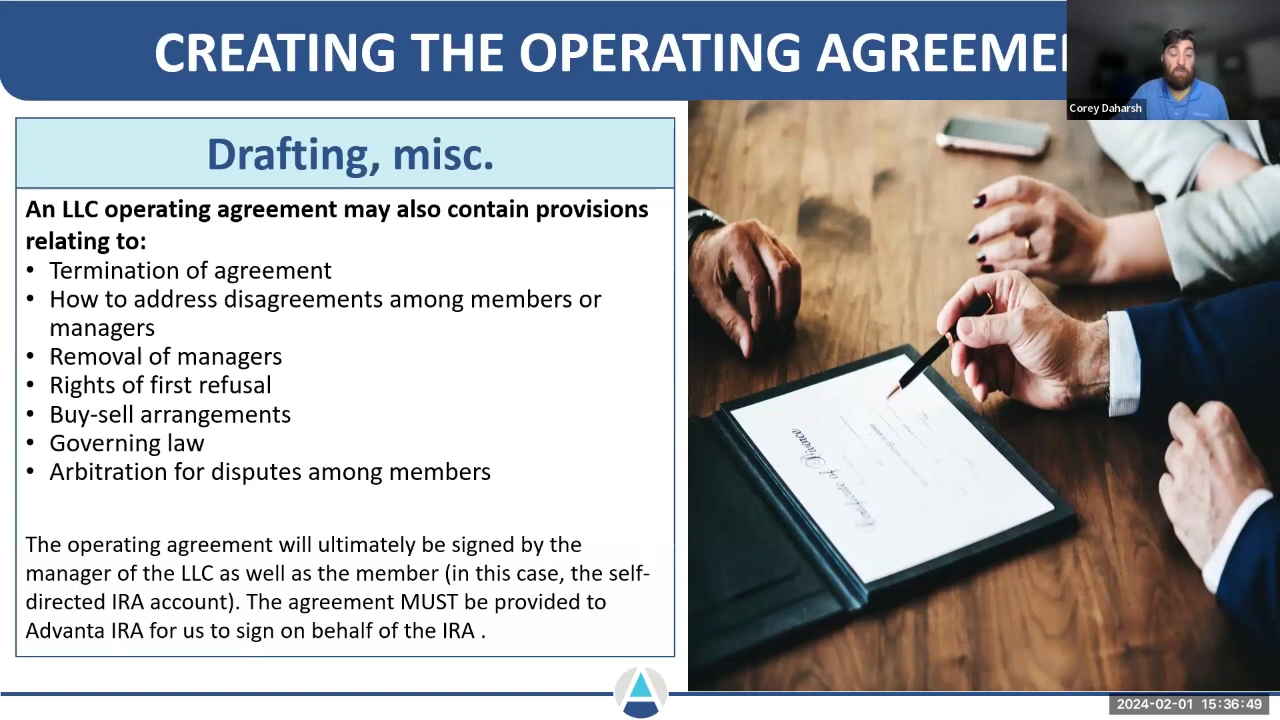 CREATING THE OPERATING AGREEME
Corey Daharsh
Drafting, misc.
An LLC operating agreement may also contain provisions
relating to:
• Termination of agreement
• How to address disagreements among members or
managers
• Removal of managers
• Rights of first refusal
• Buy-sell arrangements
• Governing law
• Arbitration for disputes among members
The operating agreement will ultimately be signed by the
manager of the LLC as well as the member (in this case, the self-
directed IRA account). The agreement MUST be provided to
Advanta IRA for us to sign on behalf of the IRA .
Certificate of Divorce
2024-02-01 15:36:49